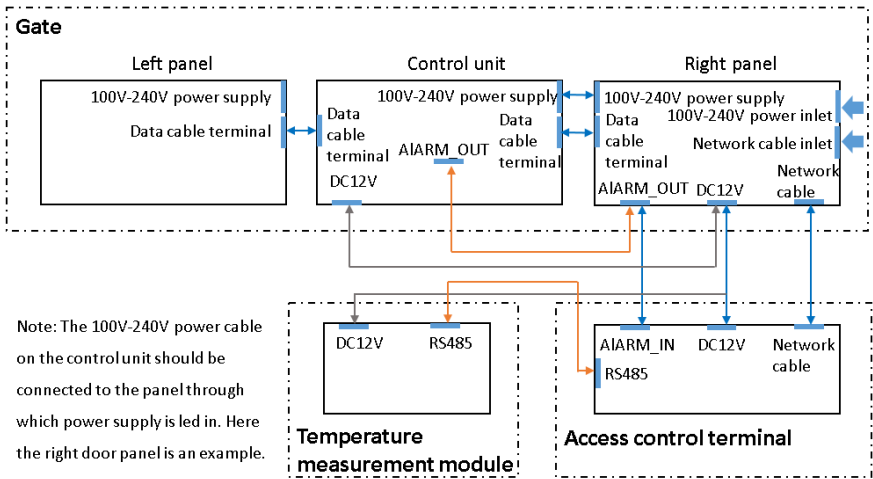 Gate
Left panel
Control unit
Right panel
100V-240V power supply
Data cable terminal
100V-240V power supply
Data
cable
terminal
Data
cable
terminal
AlARM_OUT
DC12V
100V-240V power supply
100V-240V power inlet
Data
cable
terminal
Network cable inlet
Network
cable
AlARM_OUT
DC12V
Note: The 100V-240V power cable
on the control unit should be
connected to the panel through
which power supply is led in. Here
the right door panel is an example.
DC12V
RS485
Temperature
measurement module
AlARM_IN
DC12V
Network
cable
RS485
Access control terminal